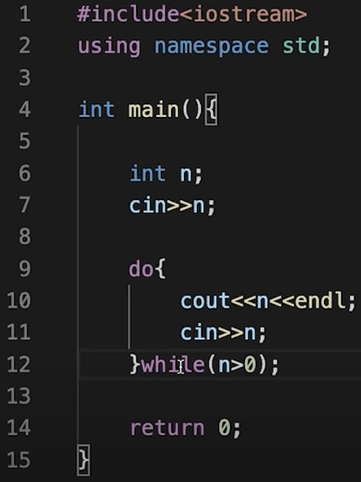 1 #include<iostream>
2 using namespace std;
3
4 int main(){
5
6 int n;
7 cin>>n;
8
9 do{
10 cout<<n<<endl;
11 cin>>n;
12 }while(n>0);
13
14 return 0;
15 }